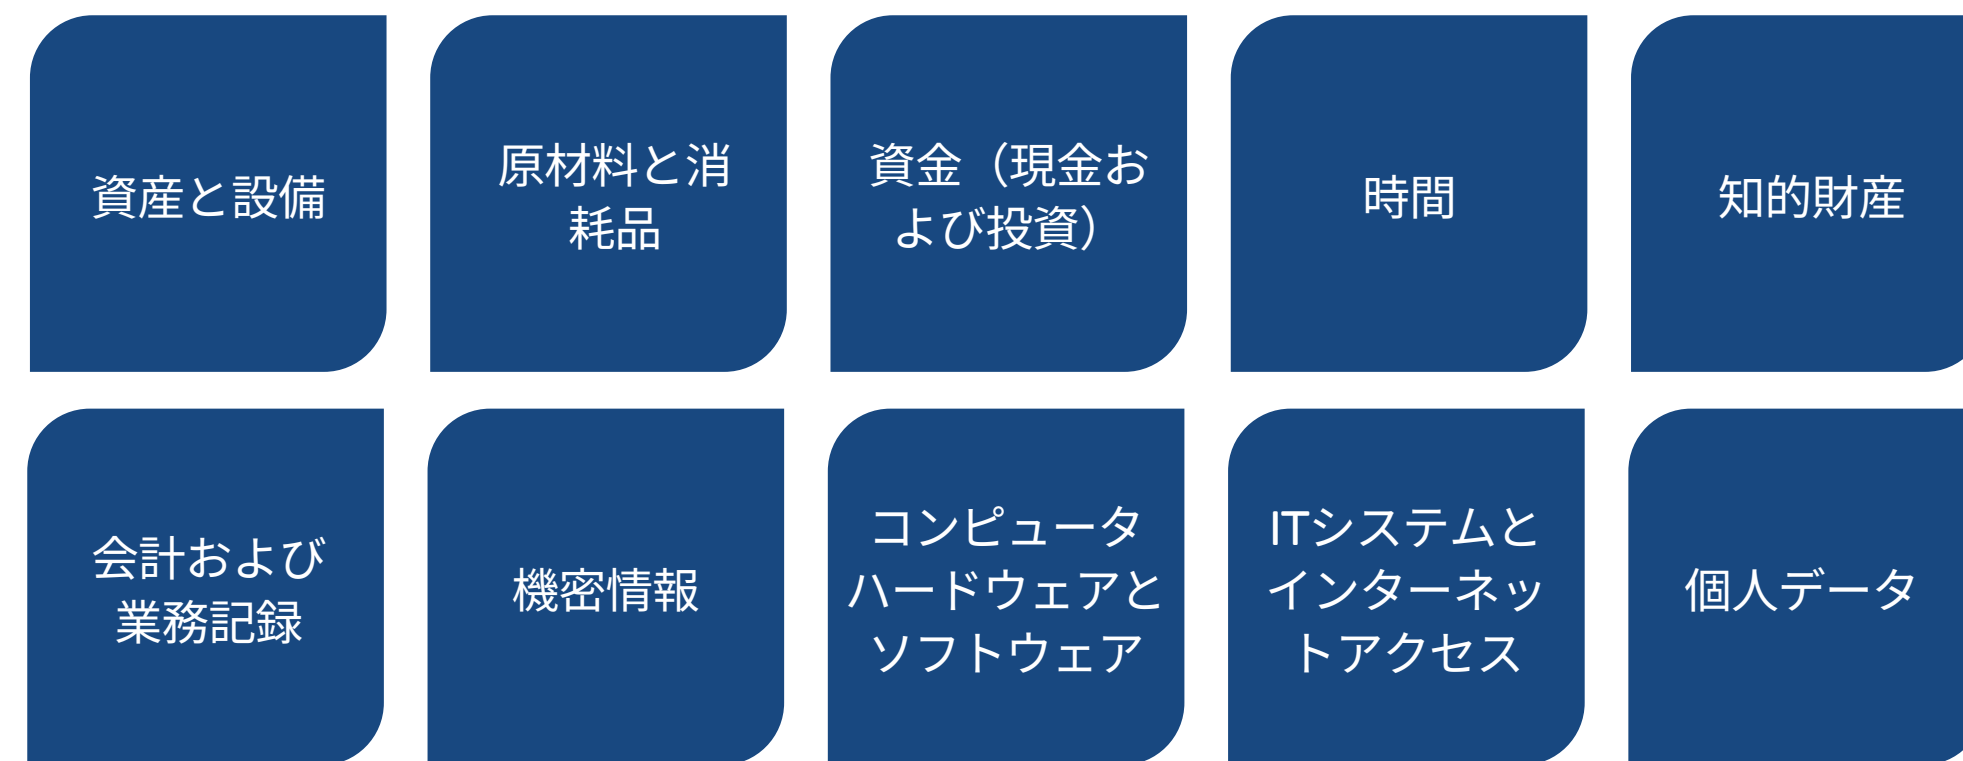 資産と設備
原材料と消
耗品
資金（現金お
よび投資）
時間
知的財産
会計および
業務記録
機密情報
コンピュータ
ハードウェアと
ソフトウェア
ITシステムと
インターネッ
トアクセス
個人データ